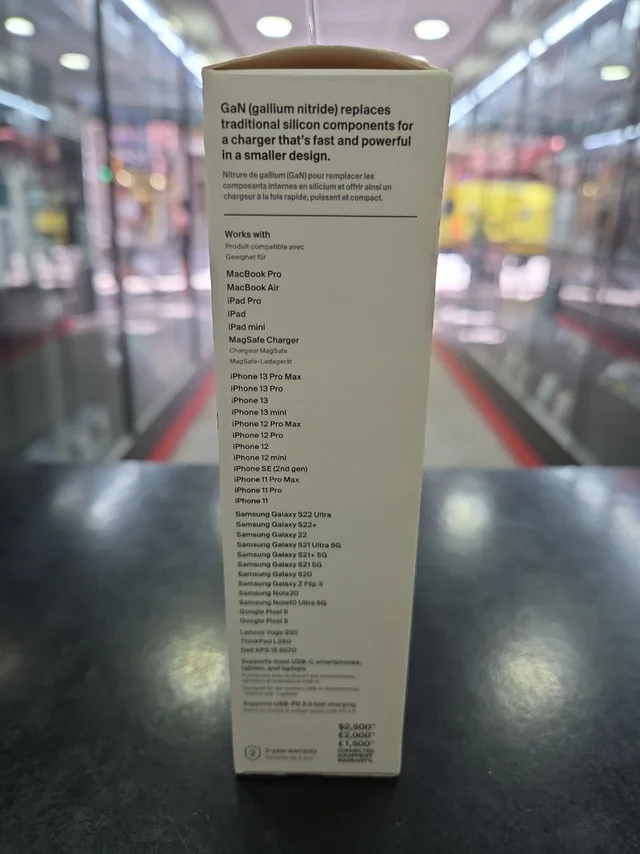 GaN (gallium nitride) replaces
traditional silicon components for
a charger that's fast and powerful
in a smaller design.
Nitrure de gallium (GaN) pour remplacer les
composants internes en silicium et offrir ainsi un
chargeur à la fois rapide, puissant et compact.
Works with
Produit compatible avec
Geeignet für
MacBook Pro
MacBook Air
iPad Pro
iPad
iPad mini
MagSafe Charger
Chargeur MagSafe
MagSafe-Ladegerät
iPhone 13 Pro Max
iPhone 13 Pro
iPhone 13
iPhone 13 mini
iPhone 12 Pro Max
iPhone 12 Pro
iPhone 12
iPhone 12 mini
iPhone SE (2nd gen)
iPhone 11 Pro Max
iPhone 11 Pro
iPhone 11
Samsung Galaxy S22 Ultra
Samsung Galaxy S22+
Samsung Galaxy 22
Samsung Galaxy S21 Ultra 5G
Samsung Galaxy S21+ 5G
Samsung Galaxy S21 5G
Samsung Galaxy S20
Samsung Galaxy Z Flip 3
Samsung Note20
Samsung Note10 Ultra 5G
Google Pixel 6
Google Pixel 5
Lenovo Yoga
ThinkPad
Dell XPS
Supports most USB-C smartphones,
tablets, and laptops
Supports USB-PD 3.0 fast charging
$2,500
£2,000
£1,500
CONNECTED
EQUIPMENT
WARRANTY
2
2-year warranty